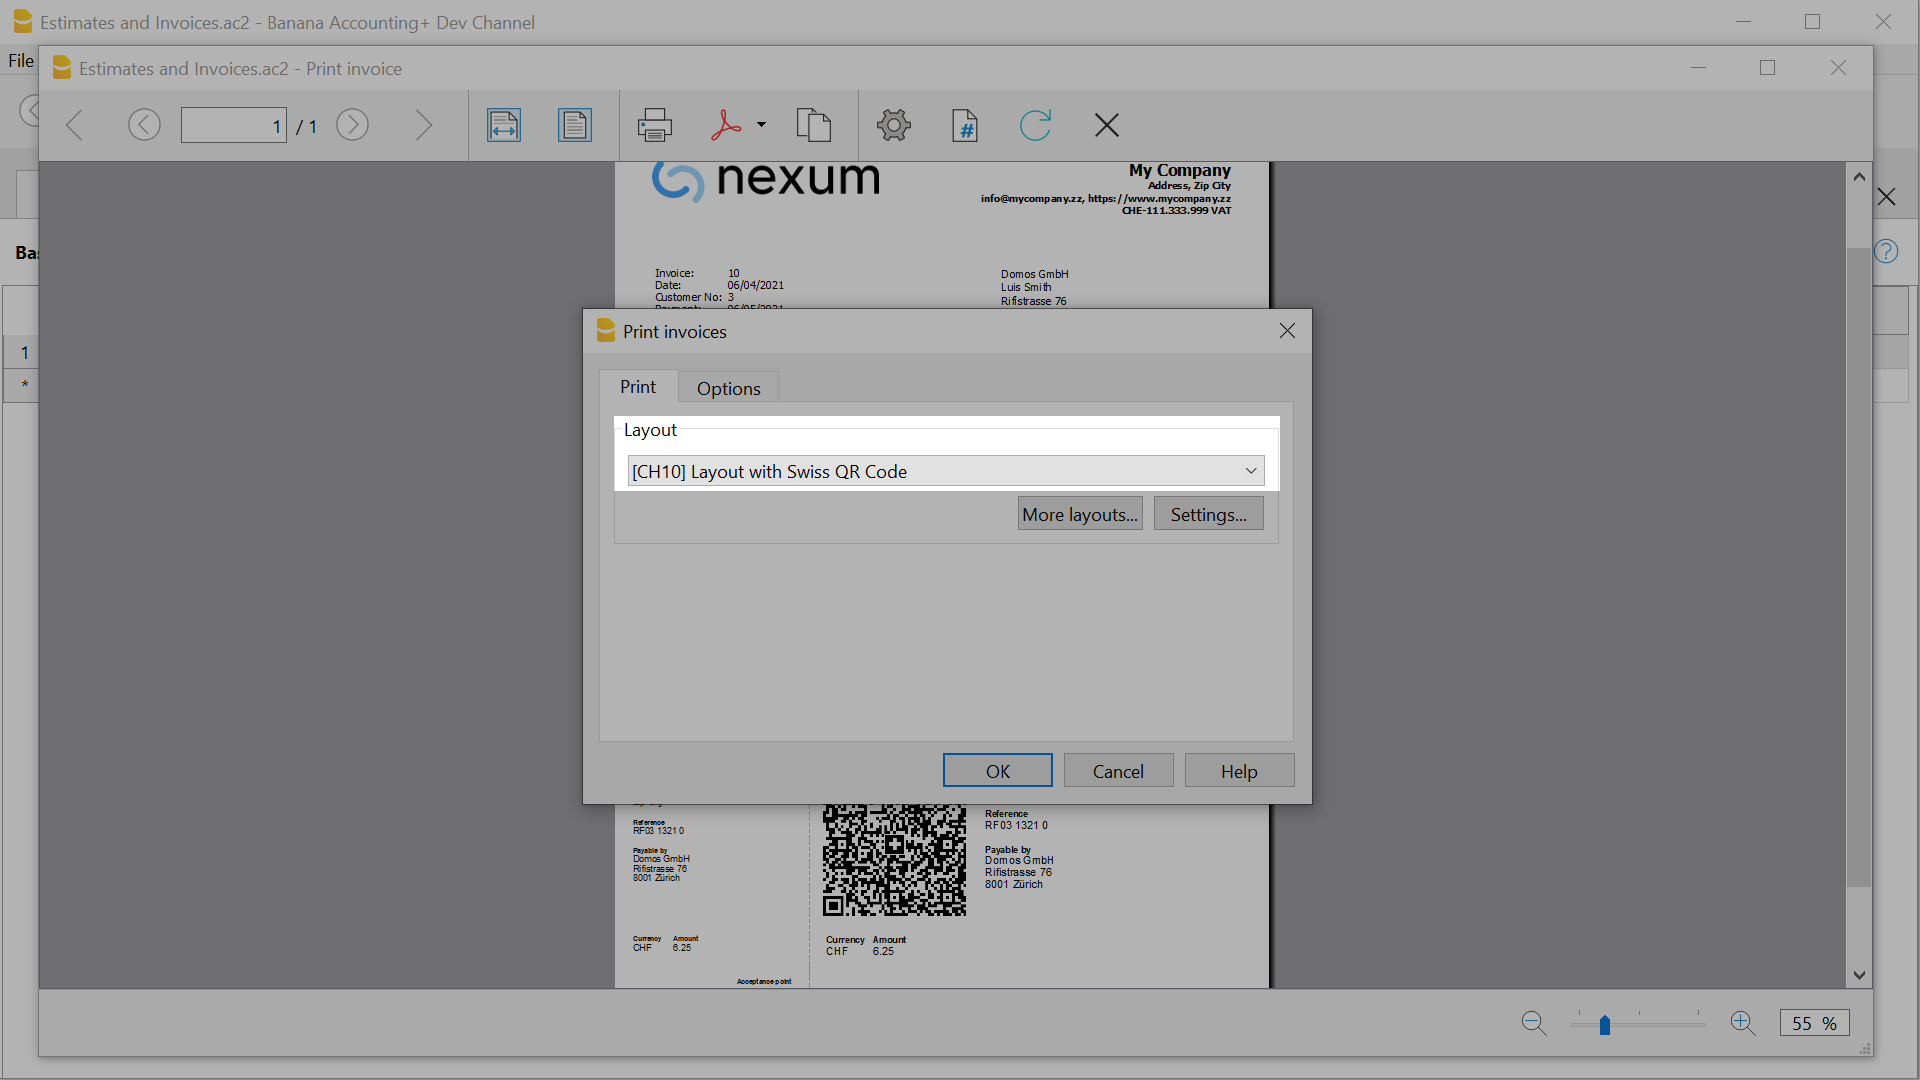 Estimates and Invoices.ac2 - Banana Accounting+ Dev Channel
File
Estimates and Invoices.ac2 - Print invoice
1 / 1
nexum
My Company
Address, Zip City
info@mycompany.zz, https://www.mycompany.zz
CHE-111.333.999 VAT
Bas
?
Invoice: 10
Date: 06/04/2021
Customer No: 3
Payment: 06/05/2021
Domos GmbH
Luis Smith
Rifistrasse 76
1
*
Print invoices
Print
Options
Layout
[CH10] Layout with Swiss QR Code
More layouts...
Settings...
OK
Cancel
Help
Reference
RF03 1321 0
Payable by
Domos GmbH
Rifistrasse 76
8001 Zürich
Currency Amount
CHF 6.25
Acceptance point
Currency Amount
CHF 6.25
Reference
RF03 1321 0
Payable by
Domos GmbH
Rifistrasse 76
8001 Zürich
55 %